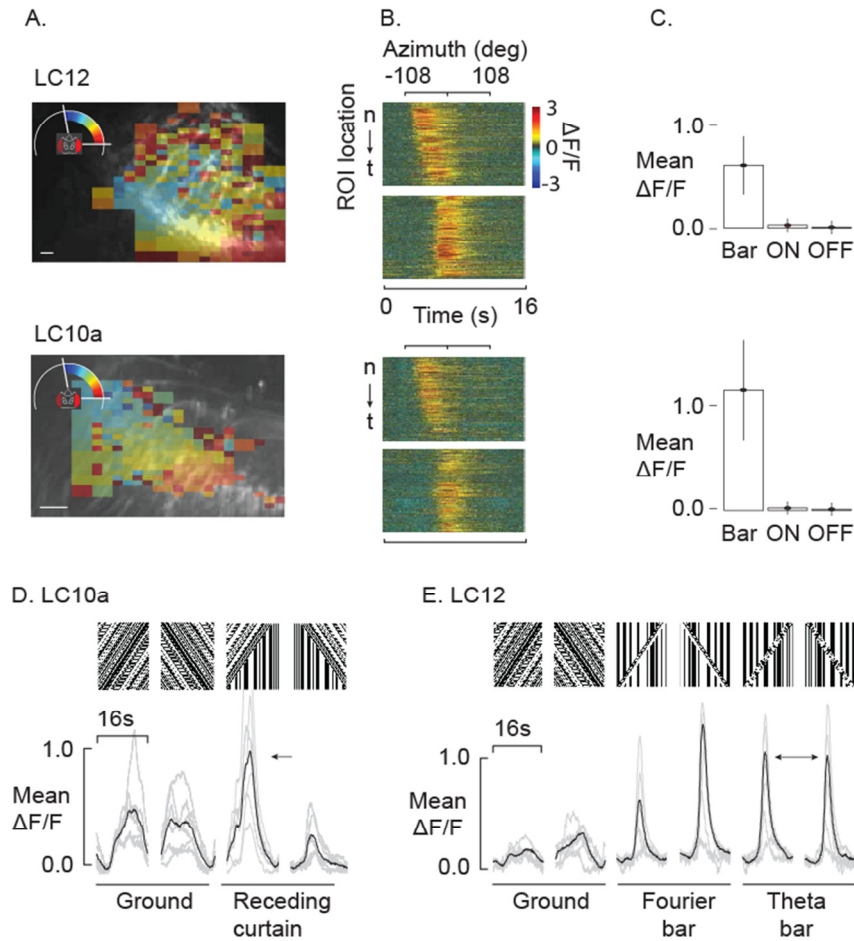 A.
B.
C.
LC12
Azimuth (deg)
-108 108
n
t
ROI location
3
0
-3
ΔF/F
1.0
Mean
ΔF/F
0.0
Bar ON OFF
0 16
Time (s)
LC10a
n
t
1.0
Mean
ΔF/F
0.0
Bar ON OFF
D. LC10a
16s
1.0
Mean
ΔF/F
0.0
Ground
Receding
curtain
E. LC12
16s
1.0
Mean
ΔF/F
0.0
Ground
Fourier
bar
Theta
bar